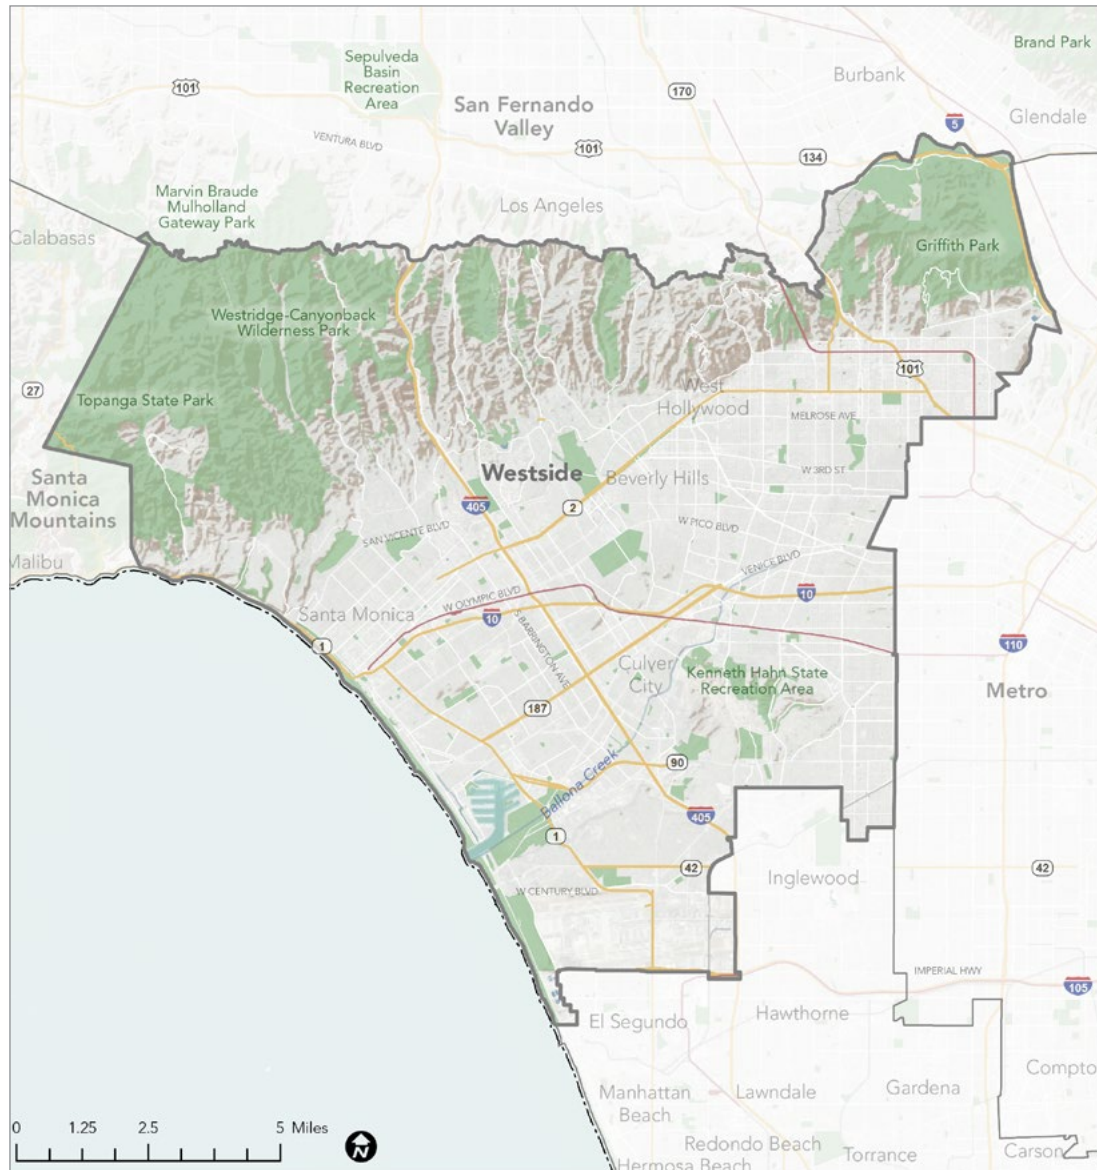 Brand Park
Sepulveda
Basin
Recreation
Area
Burbank
101
170
San Fernando
Valley
Glendale
5
VENTURA BLVD
101
134
Marvin Braude
Mulholland
Gateway Park
Los Angeles
Calabasas
Griffith Park
Westridge-Canyonback
Wilderness Park
27
101
Topanga State Park
West
Hollywood
MELROSE AVE
Santa
Monica
Mountains
Westside
Beverly Hills
W 3RD ST
405
2
SAN VICENTE BLVD
W PICO BLVD
Malibu
VENICE BLVD
W OLYMPIC BLVD
10
Santa Monica
10
S BARRINGTON AVE
1
110
Culver
City
Kenneth Hahn State
Recreation Area
Metro
187
90
Ballona Creek
405
1
42
Inglewood
42
W CENTURY BLVD
IMPERIAL HWY
105
El Segundo
Hawthorne
Compto
Manhattan
Beach
Lawndale
Gardena
0 1.25 2.5 5 Miles
N
Redondo Beach
Torrance
Carson
Hermosa Beach